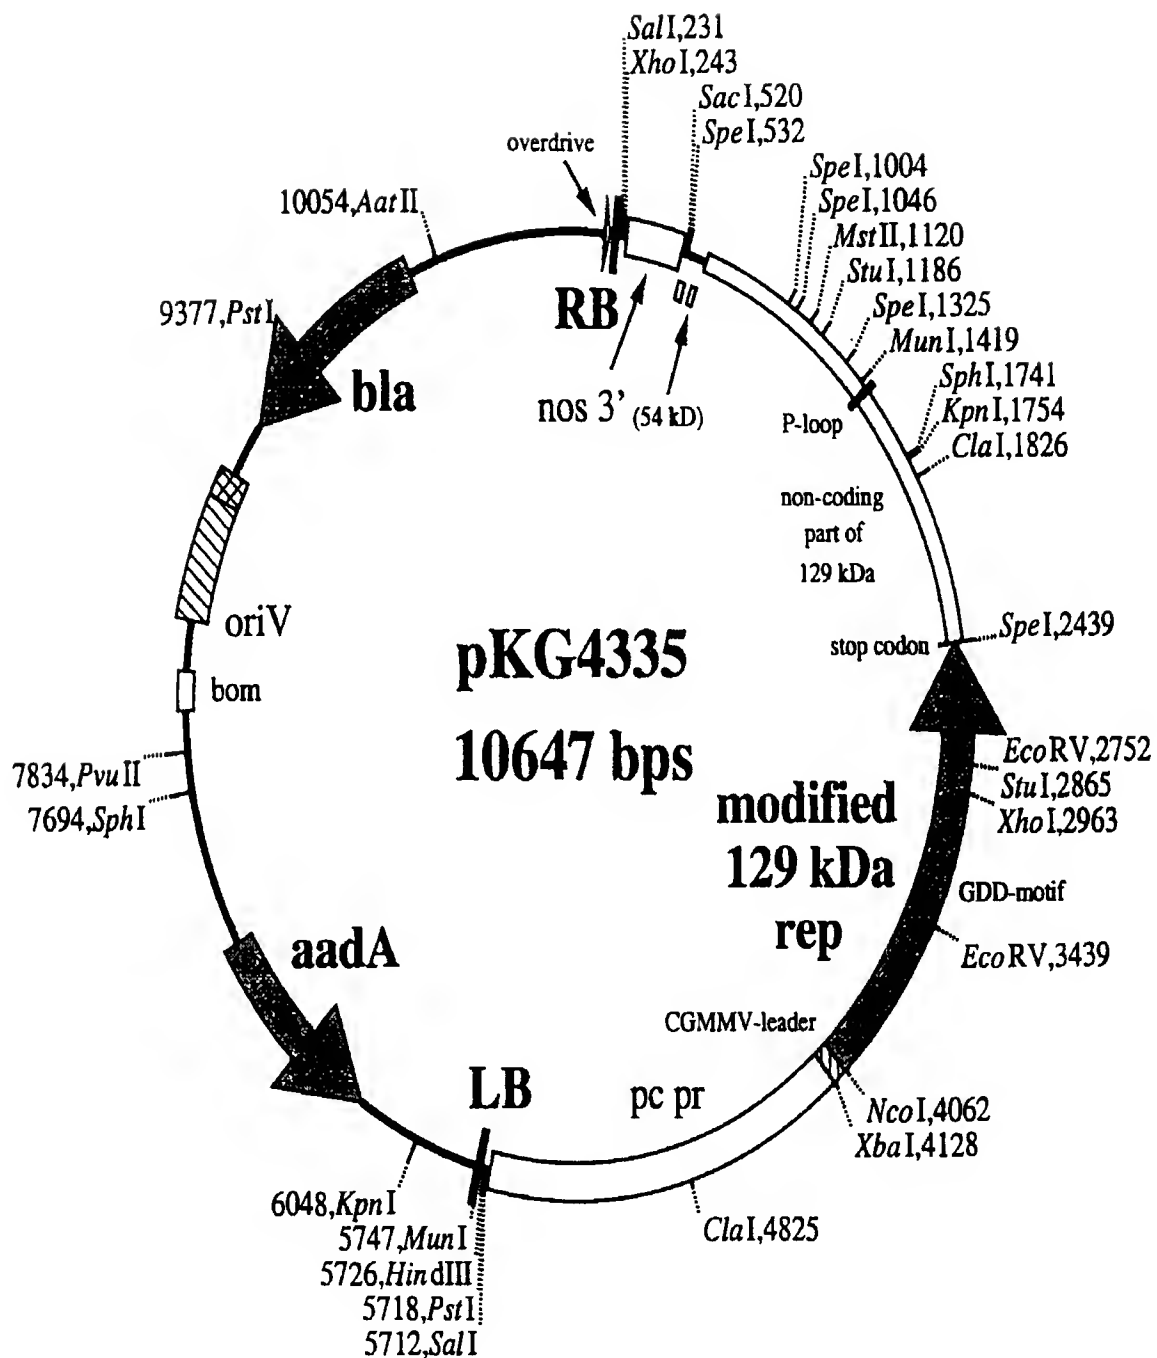 SalI,231
XhoI,243
SacI,520
SpeI,532
overdrive
SpeI,1004
SpeI,1046
MstII,1120
StuI,1186
SpeI,1325
MunI,1419
SphI,1741
KpnI,1754
ClaI,1826
10054,AatII
9377,PstI
RB
bla
nos 3' (54 kD)
P-loop
non-coding
part of
129 kDa
oriV
bom
pKG4335
10647 bps
stop codon
SpeI,2439
7834,PvuII
7694,SphI
EcoRV,2752
StuI,2865
XhoI,2963
modified
129 kDa
rep
GDD-motif
EcoRV,3439
aadA
CGMMV-leader
LB
pc pr
NcoI,4062
XbaI,4128
ClaI,4825
6048,KpnI
5747,MunI
5726,HindIII
5718,PstI
5712,SalI